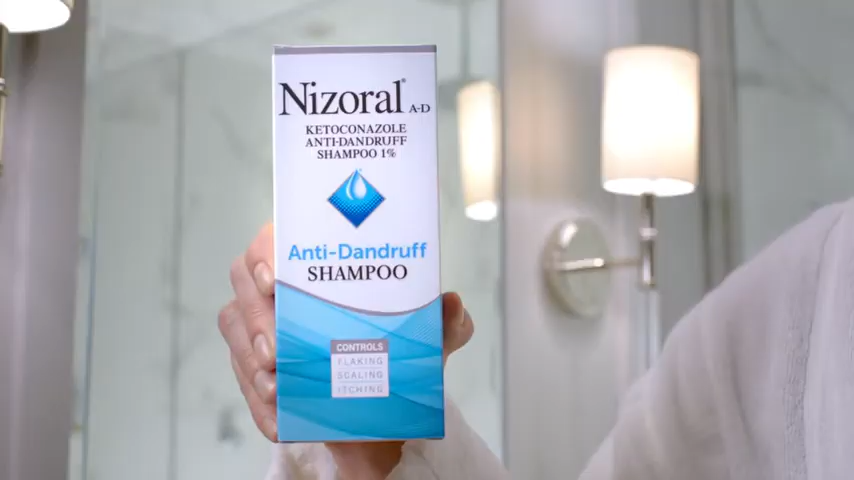 Nizoral® A-D
KETOCONAZOLE
ANTI-DANDRUFF
SHAMPOO 1%
Anti-Dandruff
SHAMPOO
CONTROLS
FLAKING
SCALING
ITCHING